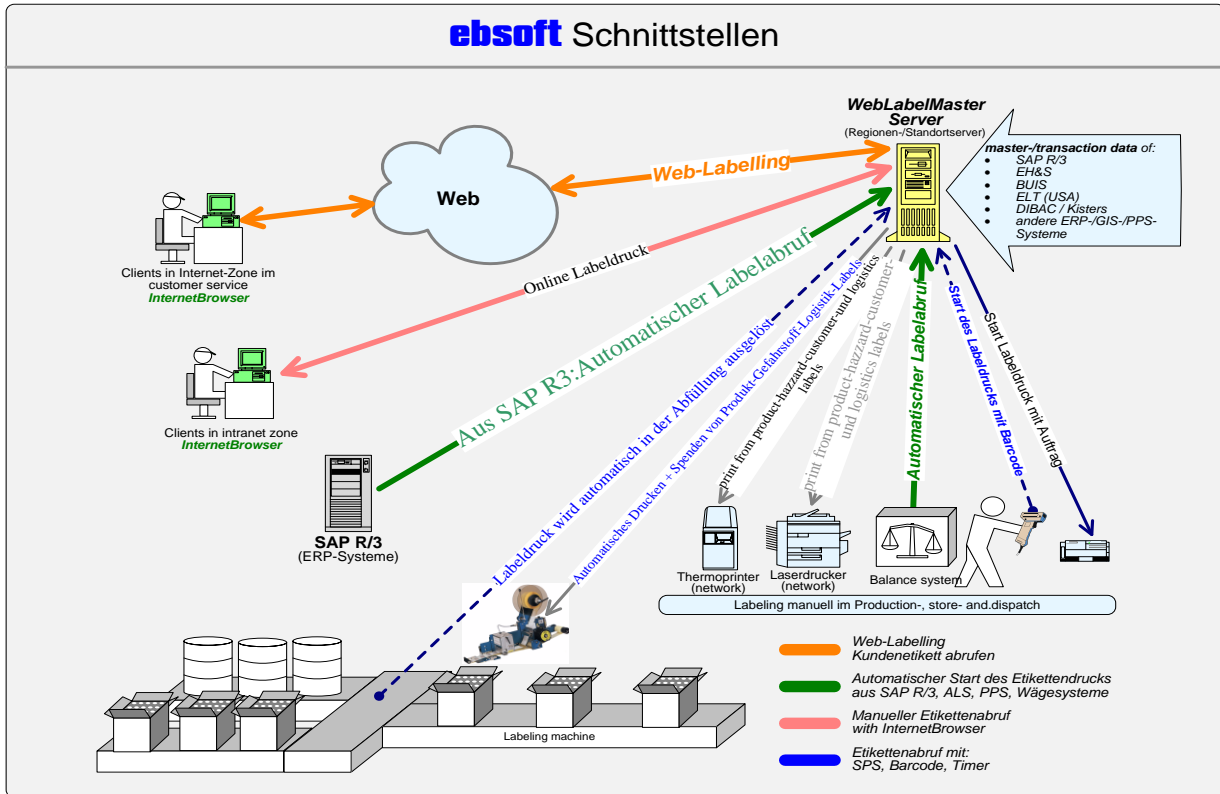 ebsoft Schnittstellen
WebLabelMaster
Server
(Regionen-/Standortserver)
master-/transaction data of:
• SAP R/3
• EH&S
• BUIS
• ELT (USA)
• DIBAC / Kisters
• andere ERP-/GIS-/PPS-
Systeme
Web
Web-Labelling
Clients in Internet-Zone im
customer service
InternetBrowser
Online Labeldruck
Clients in intranet zone
InternetBrowser
Aus SAP R3:Automatischer Labelabruf
SAP R/3
(ERP-Systeme)
Labeldruck wird automatisch in der Abfüllung ausgelöst
Automatisches Drucken + Spenden von Produkt-Gefahrstoff-Logistik-Labels
print from product-hazzard-customer-und logistics
labels
print from product-hazzard-customer-
und logistics labels
Automatischer Labelabruf
Start des Labeldrucks mit Barcode
Start Labeldruck mit Auftrag
Thermoprinter
(network)
Laserdrucker
(network)
Balance system
Labeling manuell im Production-, store- and.dispatch
Labeling machine
Web-Labelling
Kundenetikett abrufen
Automatischer Start des Etikettendrucks
aus SAP R/3, ALS, PPS, Wägesysteme
Manueller Etikettenabruf
with InternetBrowser
Etikettenabruf mit:
SPS, Barcode, Timer